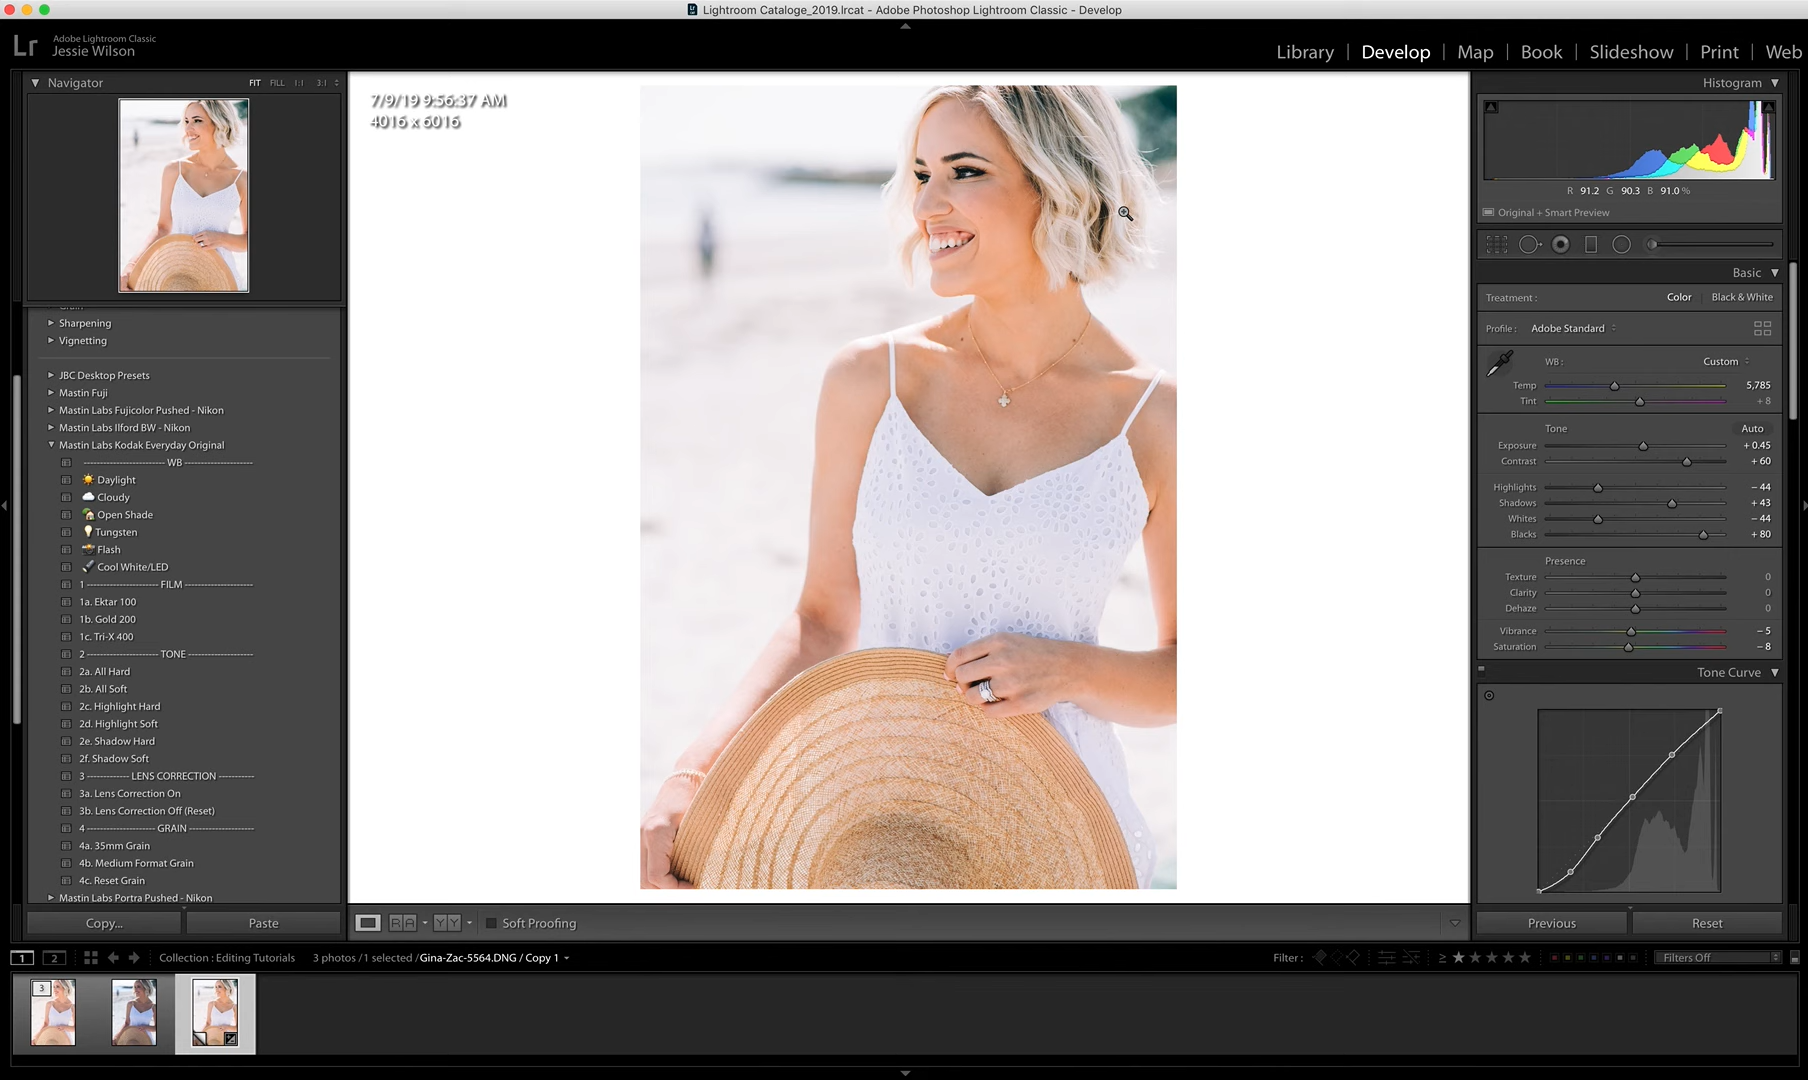 Lightroom Cataloge_2019.lrcat - Adobe Photoshop Lightroom Classic - Develop
Lr
Adobe Lightroom Classic
Jessie Wilson
Library | Develop | Map | Book | Slideshow | Print | Web
Navigator
FIT FILL 1:1 3:1
Grain
Sharpening
Vignetting
JBC Desktop Presets
Mastin Fuji
Mastin Labs Fujicolor Pushed - Nikon
Mastin Labs Ilford BW - Nikon
Mastin Labs Kodak Everyday Original
WB
Daylight
Cloudy
Open Shade
Tungsten
Flash
Cool White/LED
1 FILM
1a. Ektar 100
1b. Gold 200
1c. Tri-X 400
2 TONE
2a. All Hard
2b. All Soft
2c. Highlight Hard
2d. Highlight Soft
2e. Shadow Hard
2f. Shadow Soft
3 LENS CORRECTION
3a. Lens Correction On
3b. Lens Correction Off (Reset)
4 GRAIN
4a. 35mm Grain
4b. Medium Format Grain
4c. Reset Grain
Mastin Labs Portra Pushed - Nikon
Copy... Paste
7/9/19 9:56:37 AM
4016 x 6016
R A Y Y Soft Proofing
Histogram
R 91.2 G 90.3 B 91.0 %
Original + Smart Preview
Basic
Treatment : Color | Black & White
Profile : Adobe Standard
WB : Custom
Temp 5,785
Tint + 8
Tone Auto
Exposure + 0.45
Contrast + 60
Highlights – 44
Shadows + 43
Whites – 44
Blacks + 80
Presence
Texture 0
Clarity 0
Dehaze 0
Vibrance – 5
Saturation – 8
Tone Curve
Previous Reset
1 2 Collection : Editing Tutorials 3 photos / 1 selected / Gina-Zac-5564.DNG / Copy 1 Filter : ≥ Filters Off
3